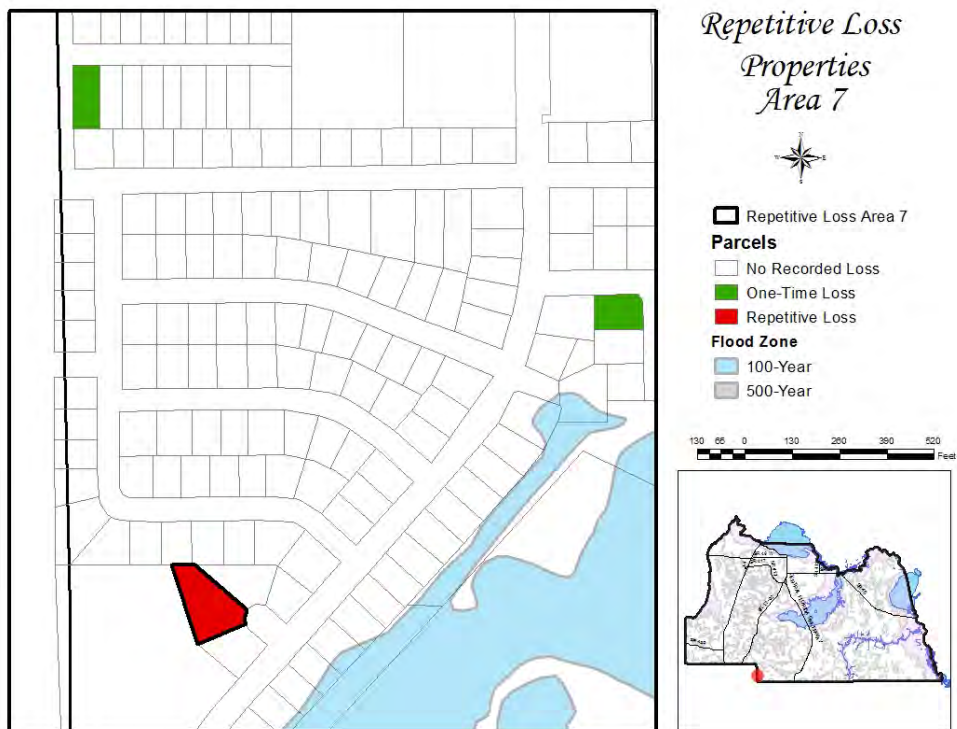 Repetitive Loss
Properties
Area 7
N
W
E
S
Repetitive Loss Area 7
Parcels
No Recorded Loss
One-Time Loss
Repetitive Loss
Flood Zone
100-Year
500-Year
130 65 0 130 260 390 520
Feet